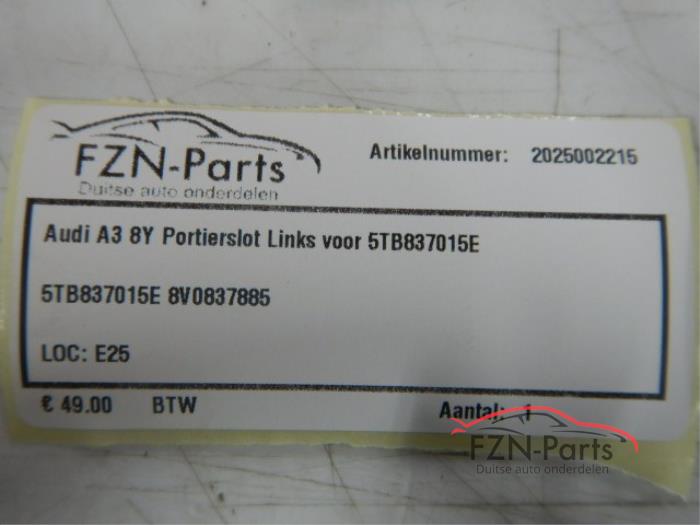 FZN-Parts
Duitse auto onderdelen
Artikelnummer: 2025002215
Audi A3 8Y Portierslot Links voor 5TB837015E
5TB837015E 8V0837885
LOC: E25
€ 49.00 BTW
Aantal: 1
FZN-Parts
Duitse auto onderdelen